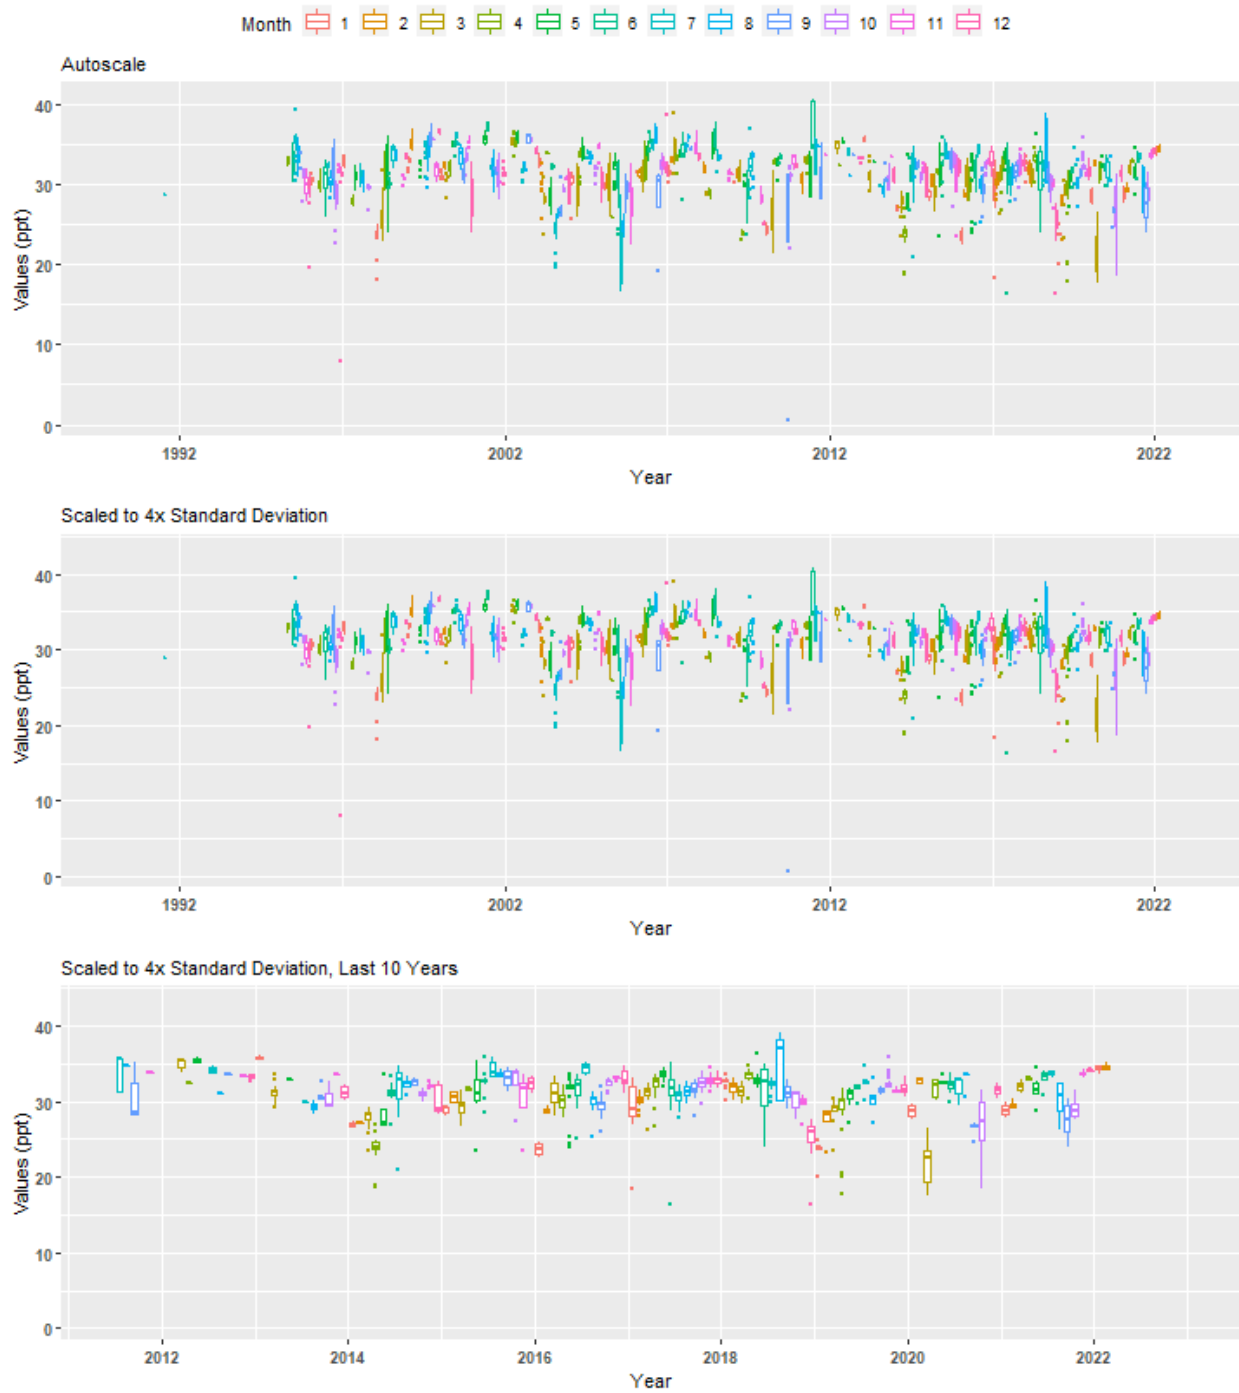 Month 1 2 3 4 5 6 7 8 9 10 11 12
Autoscale
40
30
20
10
0
Values (ppt)
1992 2002 2012 2022
Year
Scaled to 4x Standard Deviation
40
30
20
10
0
Values (ppt)
1992 2002 2012 2022
Year
Scaled to 4x Standard Deviation, Last 10 Years
40
30
20
10
0
Values (ppt)
2012 2014 2016 2018 2020 2022
Year